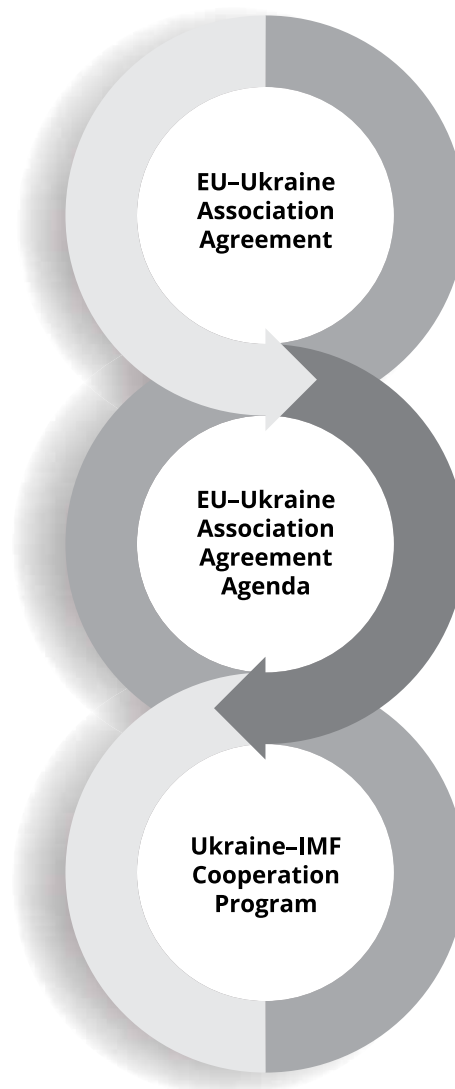 EU–Ukraine
Association
Agreement
EU–Ukraine
Association
Agreement
Agenda
Ukraine–IMF
Cooperation
Program